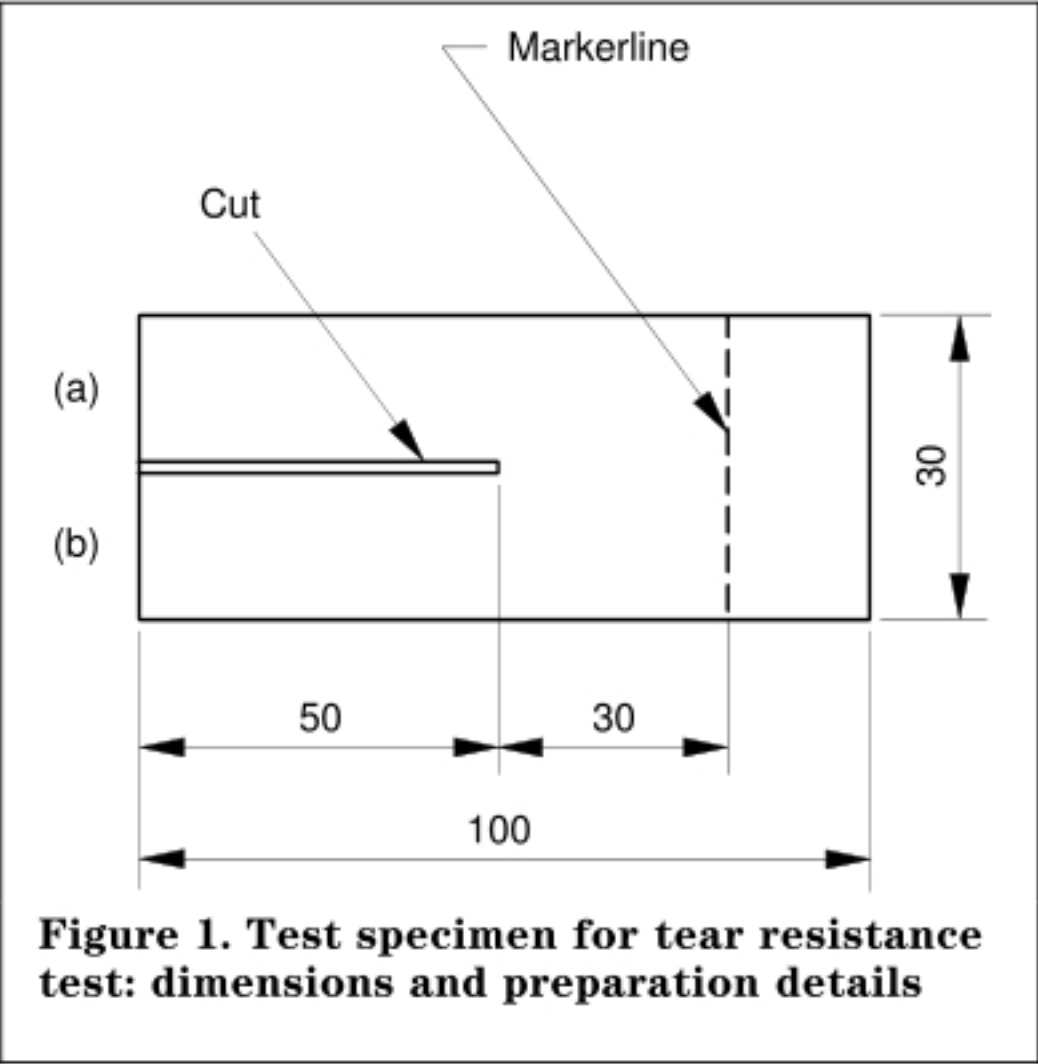 Markerline
Cut
(a)
(b)
30
50
30
100
Figure 1. Test specimen for tear resistance
test: dimensions and preparation details